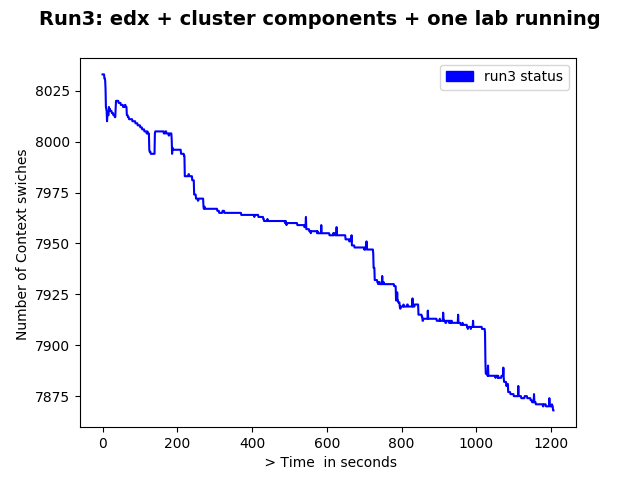 Run3: edx + cluster components + one lab running
run3 status
Number of Context swiches
8025
8000
7975
7950
7925
7900
7875
0 200 400 600 800 1000 1200
> Time  in seconds